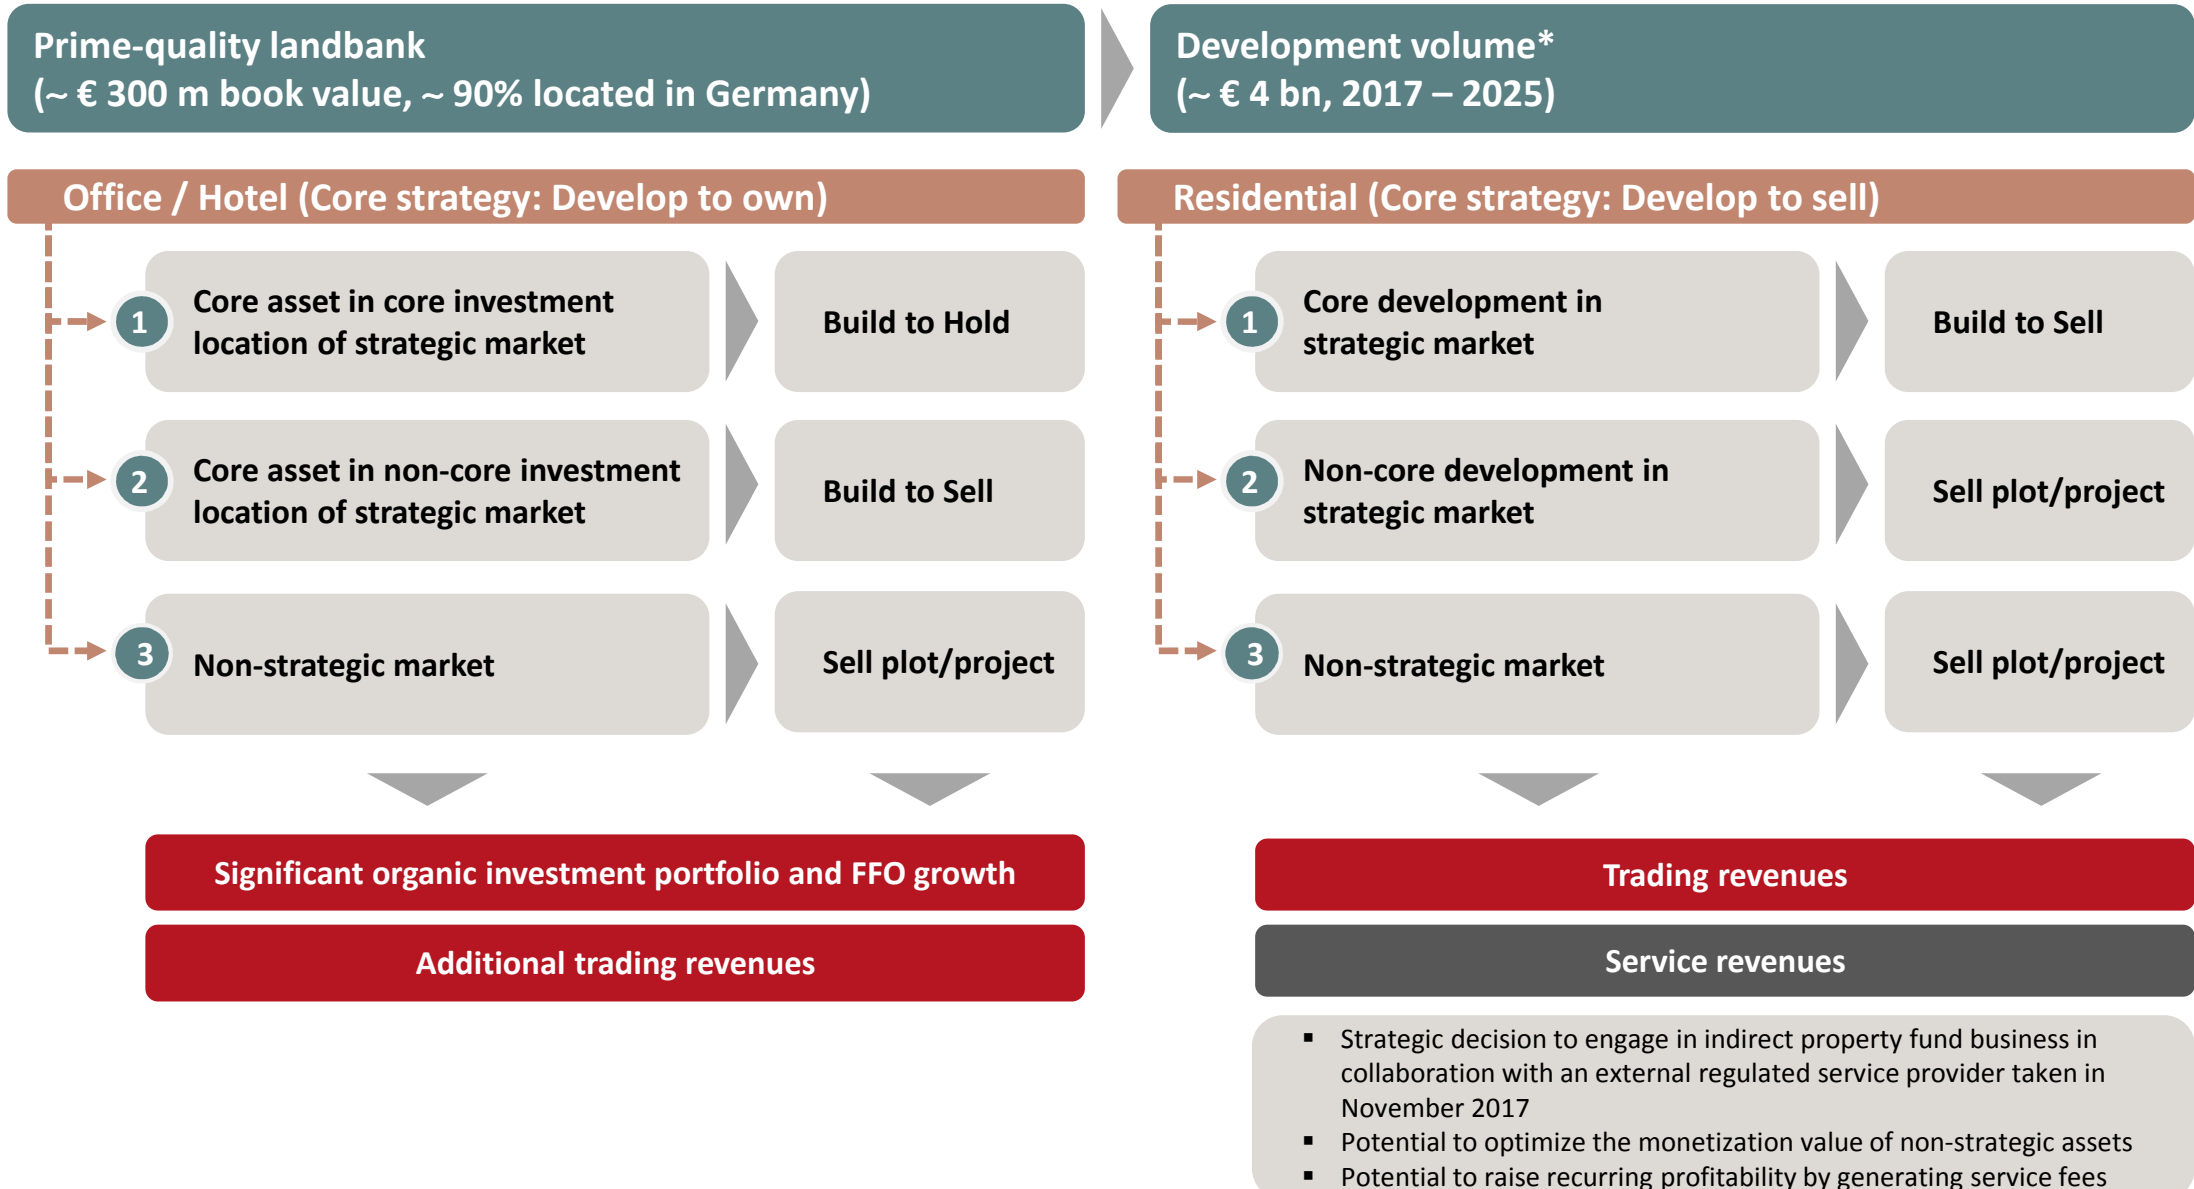 Prime-quality landbank
(~ € 300 m book value, ~ 90% located in Germany)
Development volume*
(~ € 4 bn, 2017 – 2025)
Office / Hotel (Core strategy: Develop to own)
1
Core asset in core investment
location of strategic market
Build to Hold
2
Core asset in non-core investment
location of strategic market
Build to Sell
3
Non-strategic market
Sell plot/project
Significant organic investment portfolio and FFO growth
Additional trading revenues
Residential (Core strategy: Develop to sell)
1
Core development in
strategic market
Build to Sell
2
Non-core development in
strategic market
Sell plot/project
3
Non-strategic market
Sell plot/project
Trading revenues
Service revenues
▪ Strategic decision to engage in indirect property fund business in
collaboration with an external regulated service provider taken in
November 2017
▪ Potential to optimize the monetization value of non-strategic assets
▪ Potential to raise recurring profitability by generating service fees